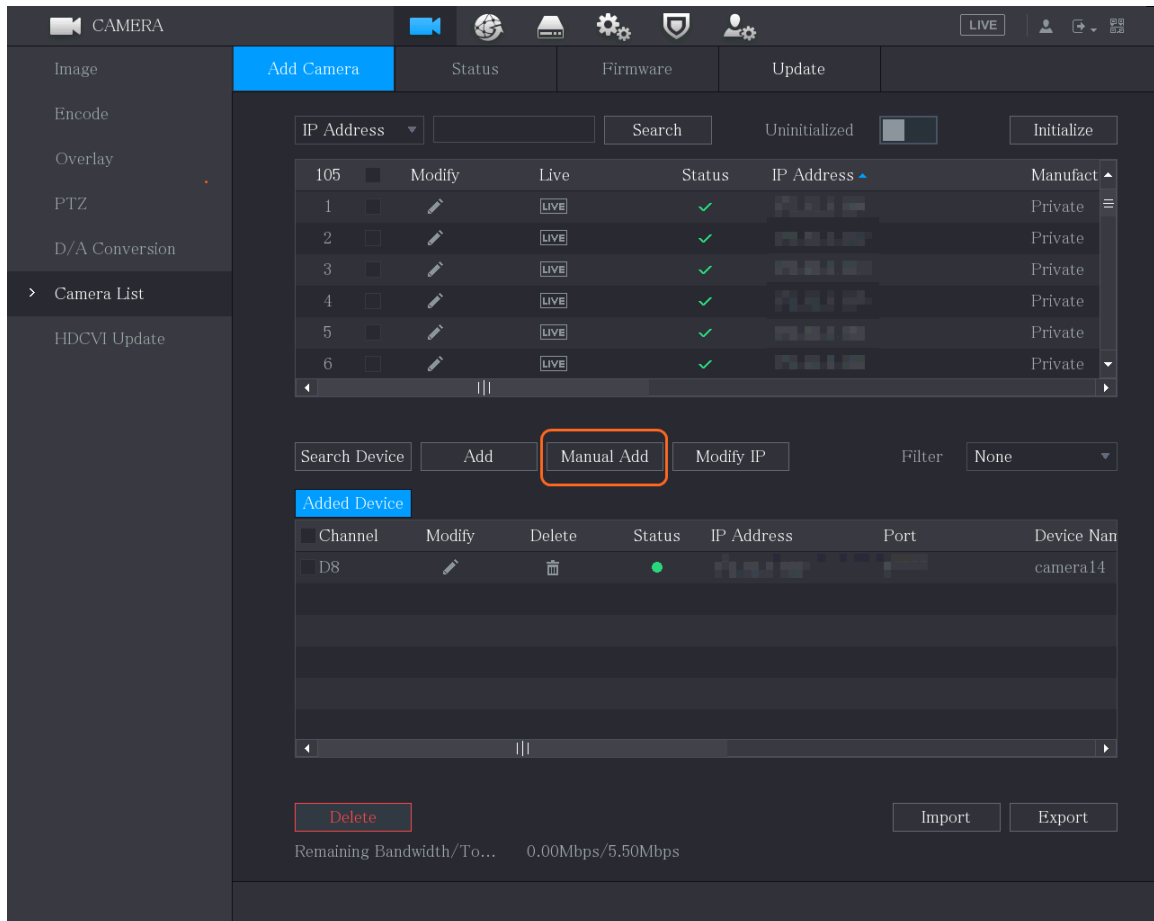 CAMERA LIVE
Image Add Camera Status Firmware Update
Encode
IP Address Search Uninitialized Initialize
Overlay
105 Modify Live Status IP Address Manufact
PTZ
1 LIVE Private
2 LIVE Private
D/A Conversion
3 LIVE Private
Camera List
4 LIVE Private
5 LIVE Private
HDCVI Update
6 LIVE Private
Search Device Add Manual Add Modify IP Filter None
Added Device
Channel Modify Delete Status IP Address Port Device Nam
D8 camera14
Delete Import Export
Remaining Bandwidth/To... 0.00Mbps/5.50Mbps